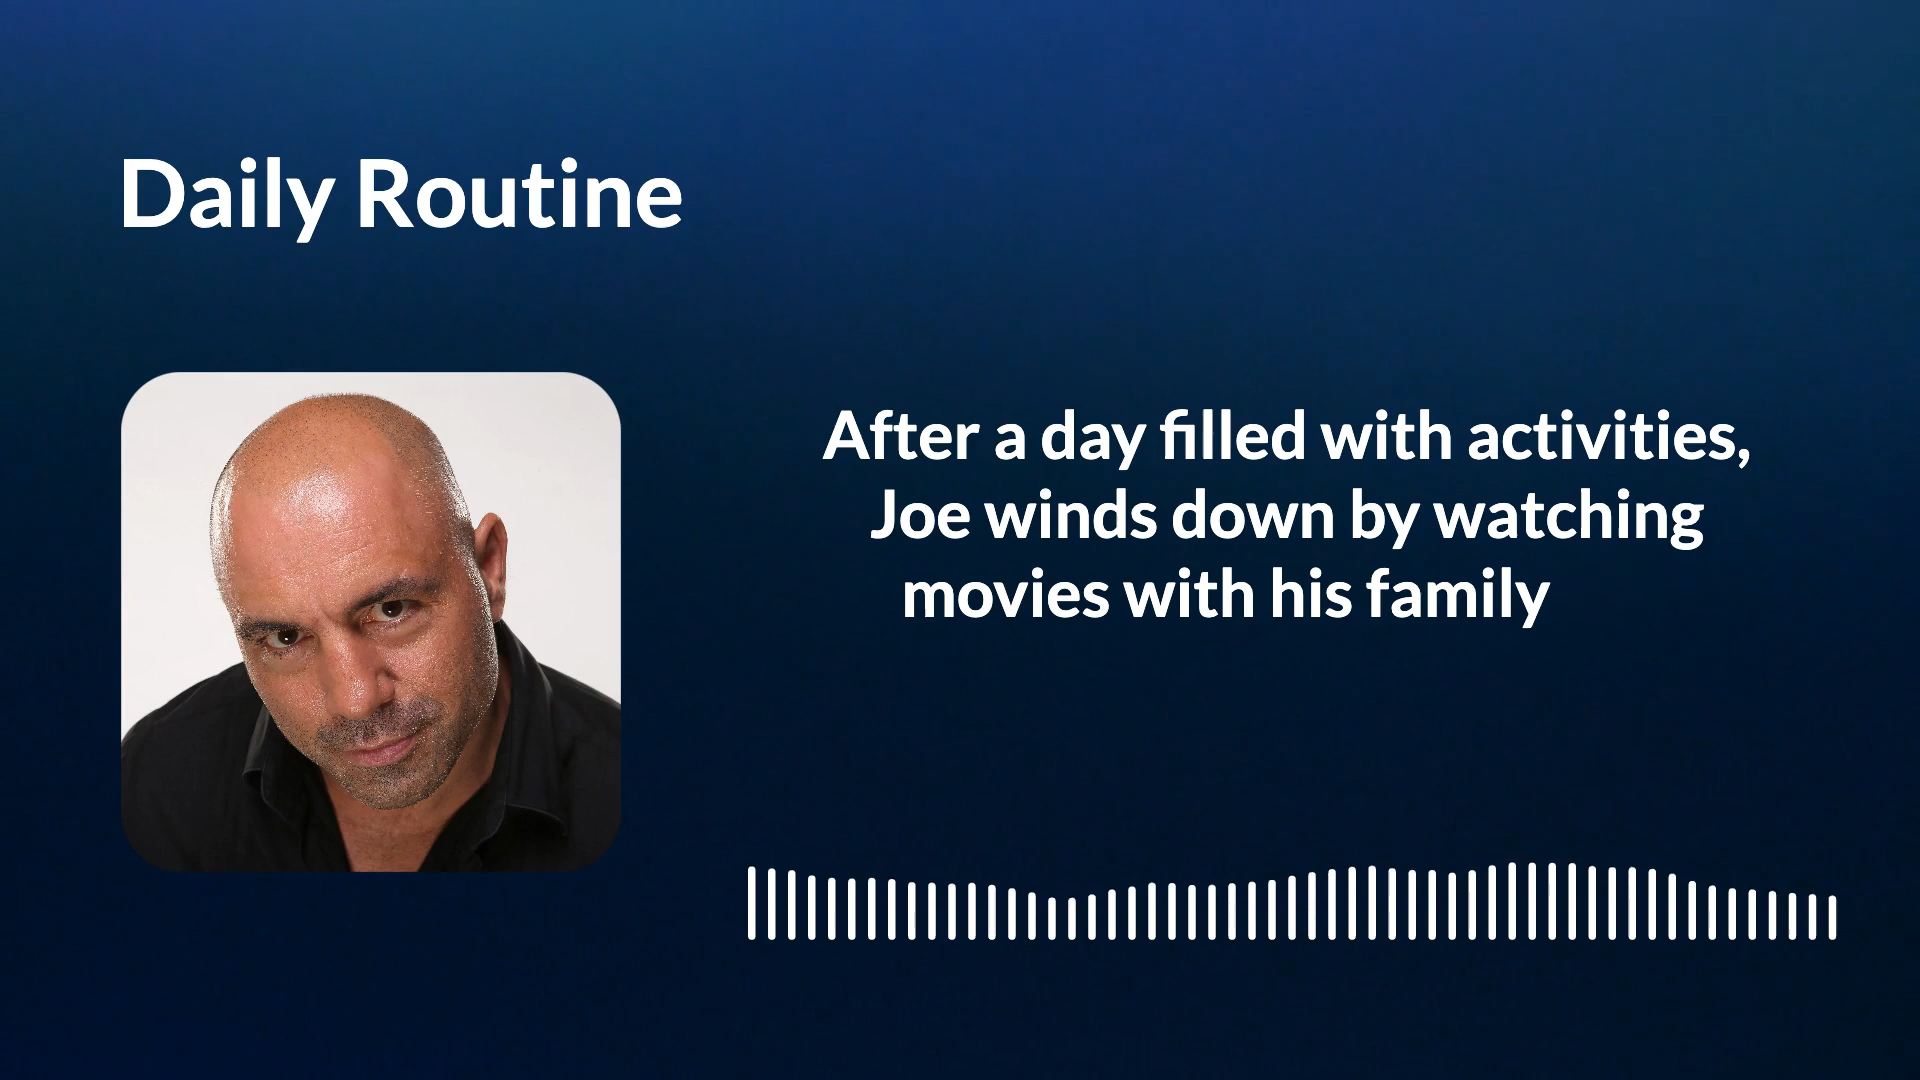 Daily Routine
After a day filled with activities,
Joe winds down by watching
movies with his family